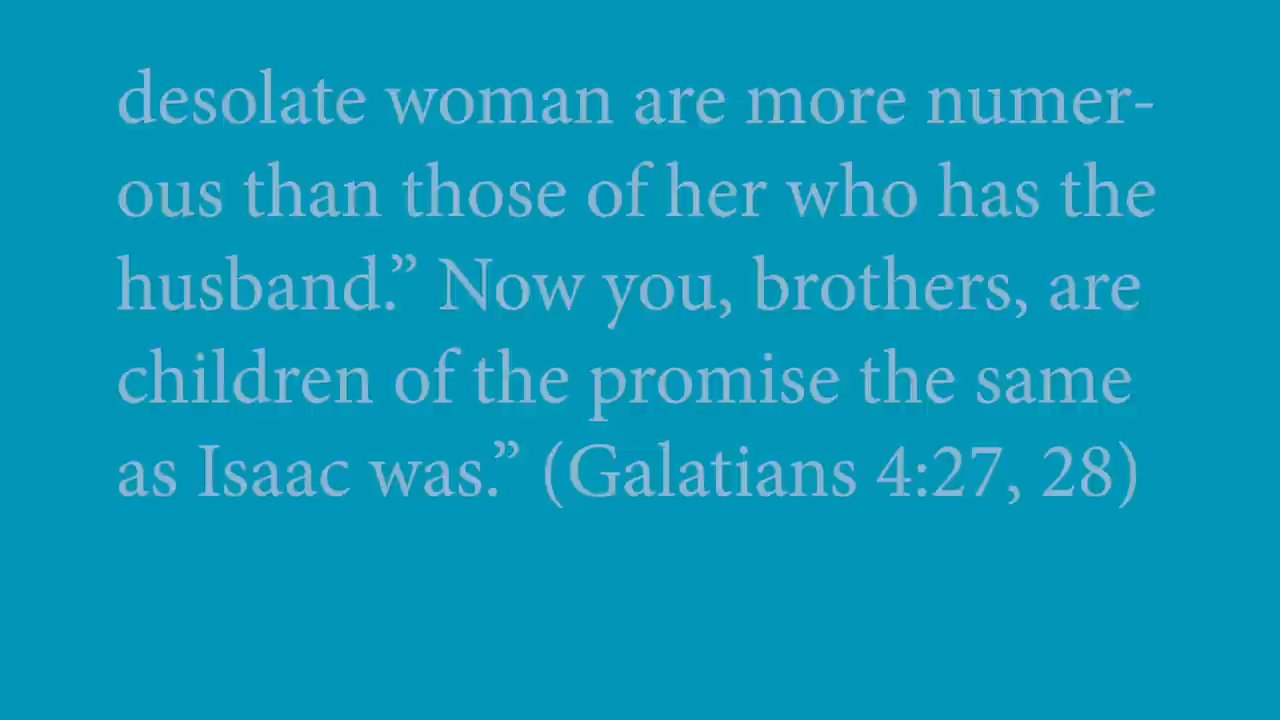 desolate woman are more numer-
ous than those of her who has the
husband.” Now you, brothers, are
children of the promise the same
as Isaac was.” (Galatians 4:27, 28)